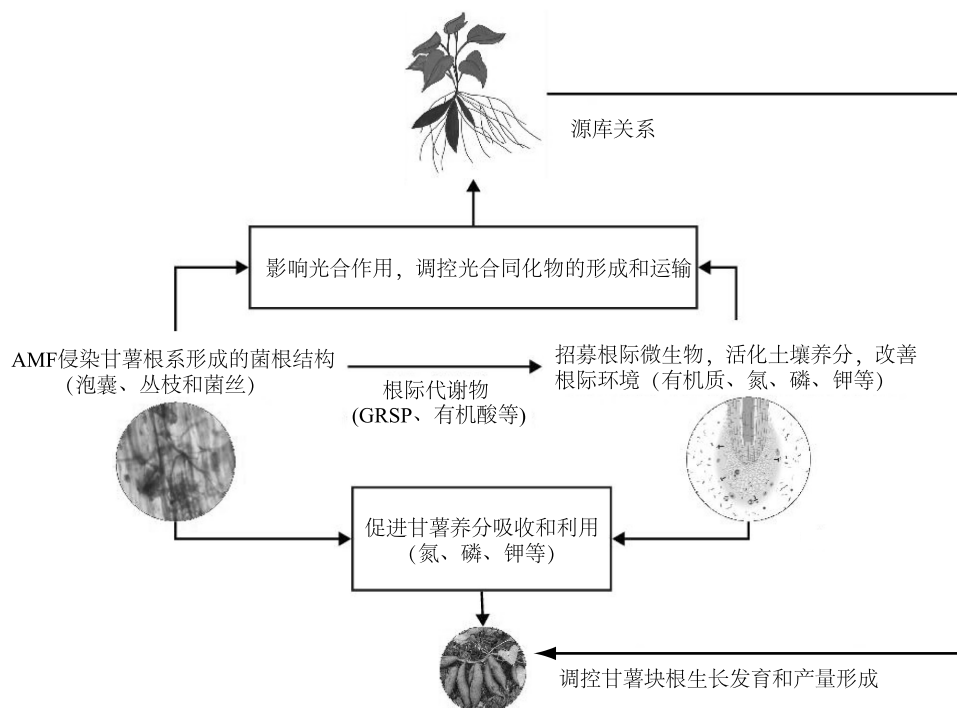 源库关系
影响光合作用，调控光合同化物的形成和运输
AMF侵染甘薯根系形成的菌根结构
（泡囊、丛枝和菌丝）
根际代谢物
(GRSP、有机酸等)
招募根际微生物，活化土壤养分，改善
根际环境（有机质、氮、磷、钾等）
促进甘薯养分吸收和利用
（氮、磷、钾等）
调控甘薯块根生长发育和产量形成